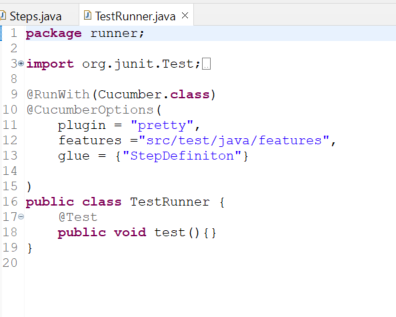 Steps.java TestRunner.java ×
1 package runner;
2
3 import org.junit.Test;
8
9 @RunWith(Cucumber.class)
10 @CucumberOptions(
11 plugin = "pretty",
12 features ="src/test/java/features",
13 glue = {"StepDefiniton"}
14
15 )
16 public class TestRunner {
17 @Test
18 public void test(){}
19 }
20